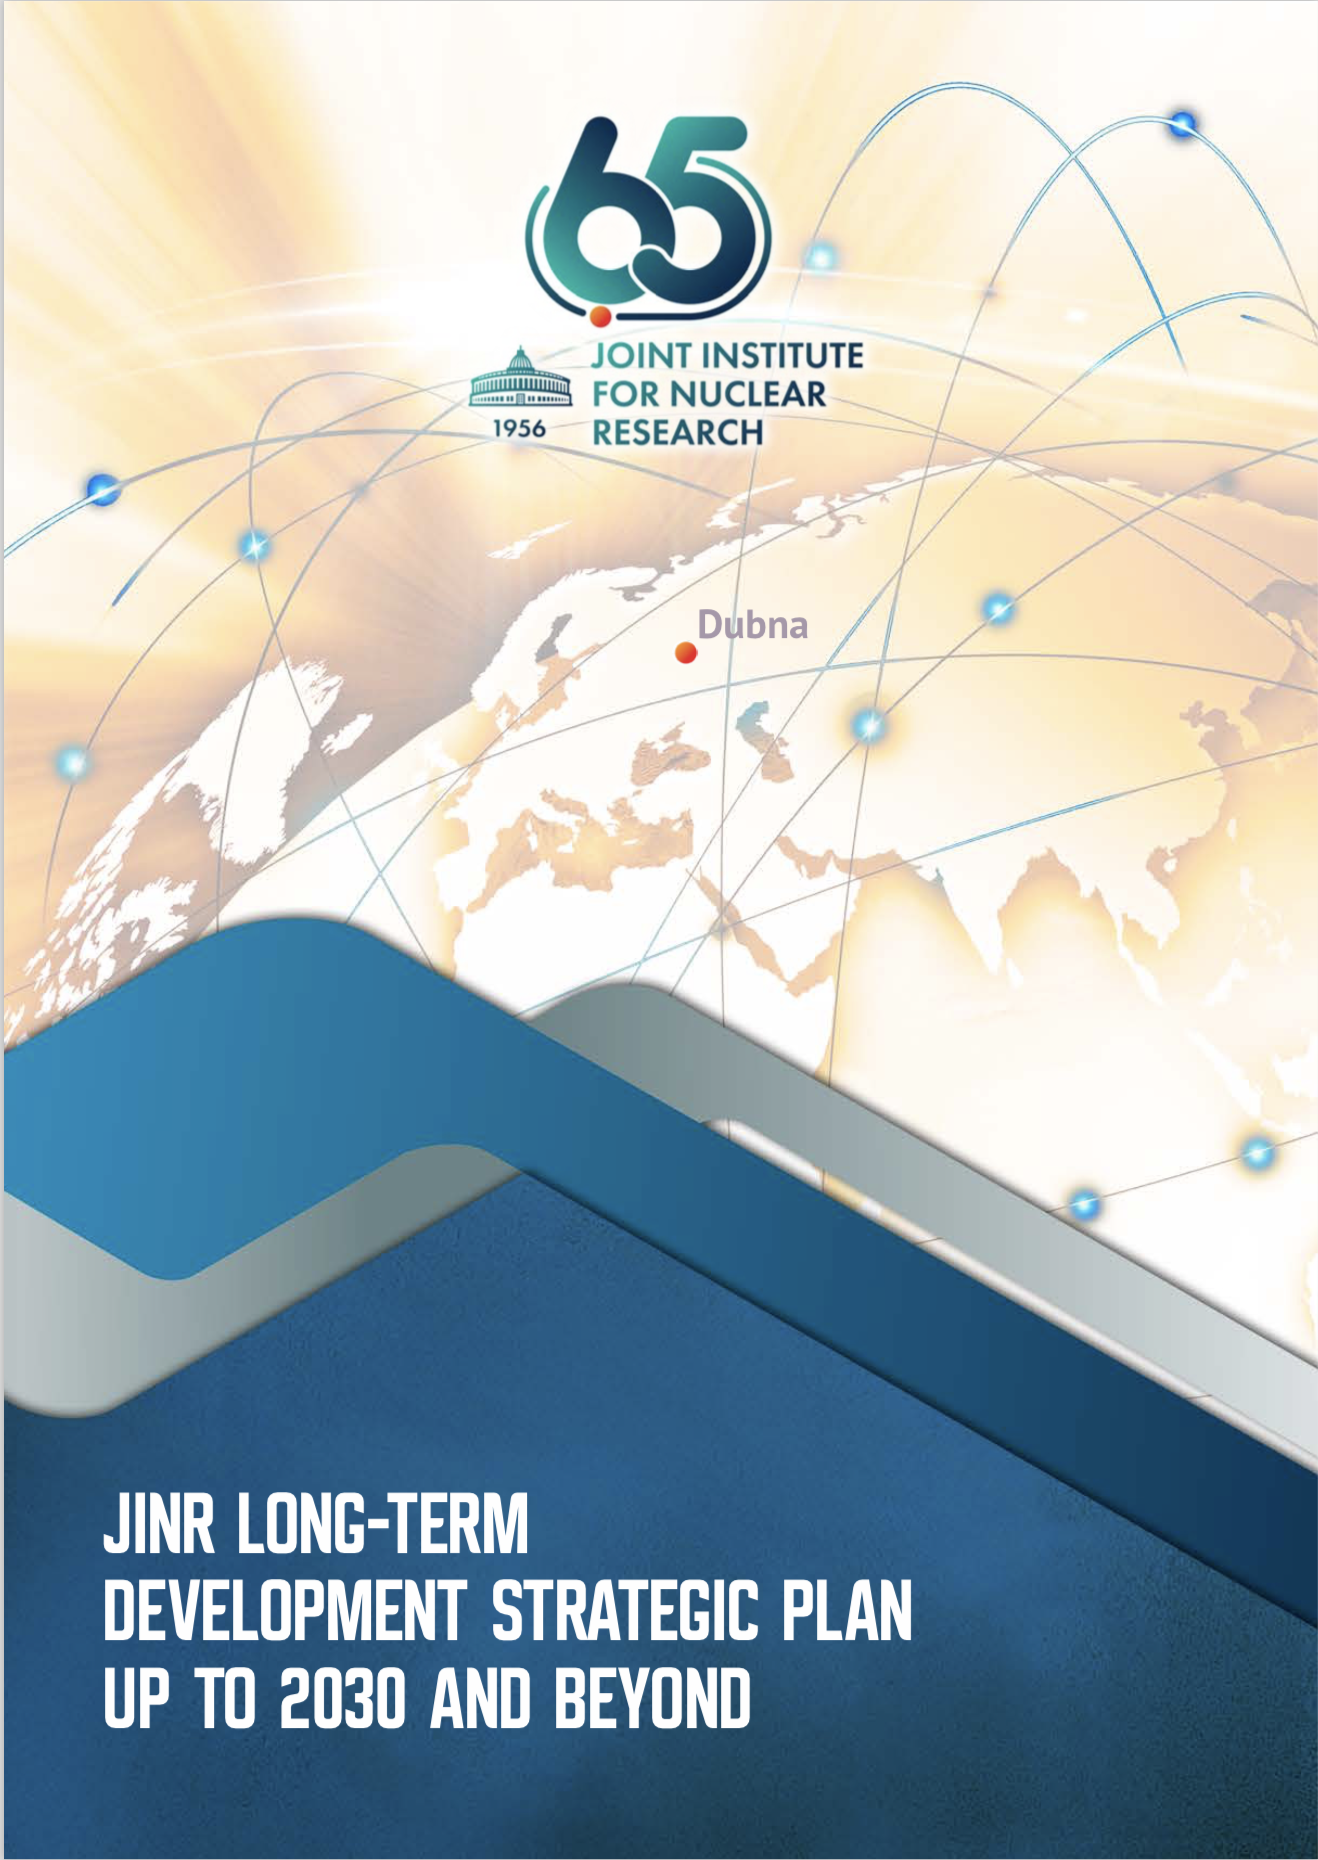 65
JOINT INSTITUTE
FOR NUCLEAR
RESEARCH
1956
Dubna
JINR LONG-TERM
DEVELOPMENT STRATEGIC PLAN
UP TO 2030 AND BEYOND